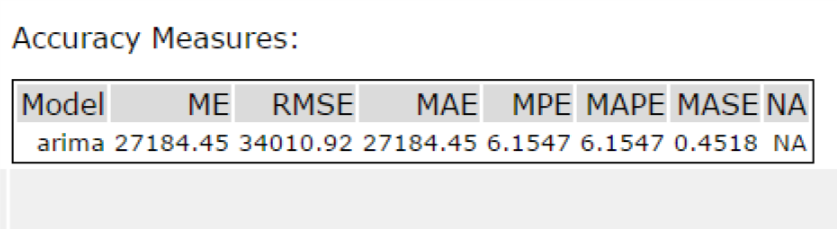 Accuracy Measures:
Model ME RMSE MAE MPE MAPE MASE NA
arima 27184.45 34010.92 27184.45 6.1547 6.1547 0.4518 NA